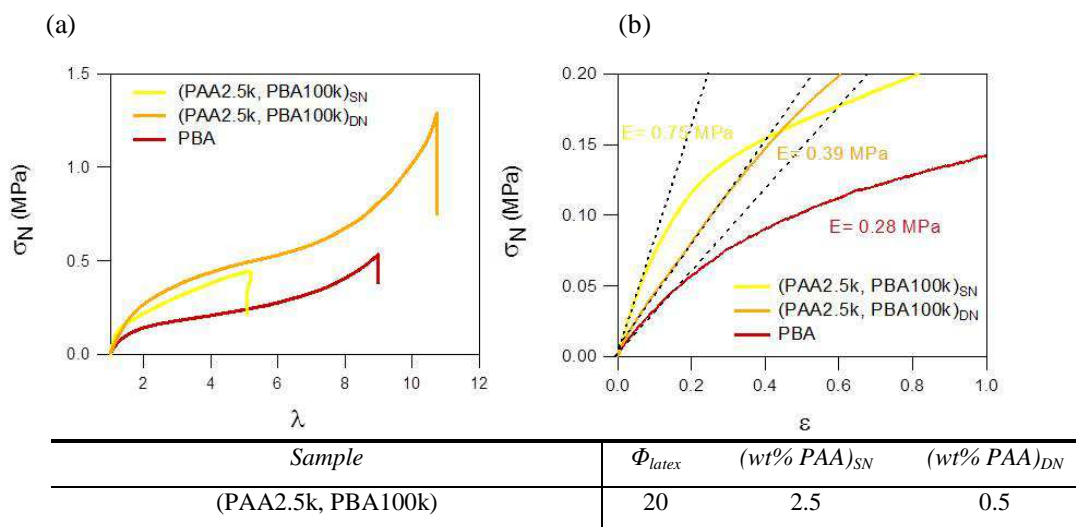 (a)
1.5
1.0
0.5
0.0
σN (MPa)
(PAA2.5k, PBA100k)SN
(PAA2.5k, PBA100k)DN
PBA
2 4 6 8 10 12
λ
(b)
0.20
0.15
0.10
0.05
0.00
σN (MPa)
E= 0.75 MPa
E= 0.39 MPa
E= 0.28 MPa
(PAA2.5k, PBA100k)SN
(PAA2.5k, PBA100k)DN
PBA
0.0 0.2 0.4 0.6 0.8 1.0
ε
Sample Φlatex (wt% PAA)SN (wt% PAA)DN
(PAA2.5k, PBA100k) 20 2.5 0.5